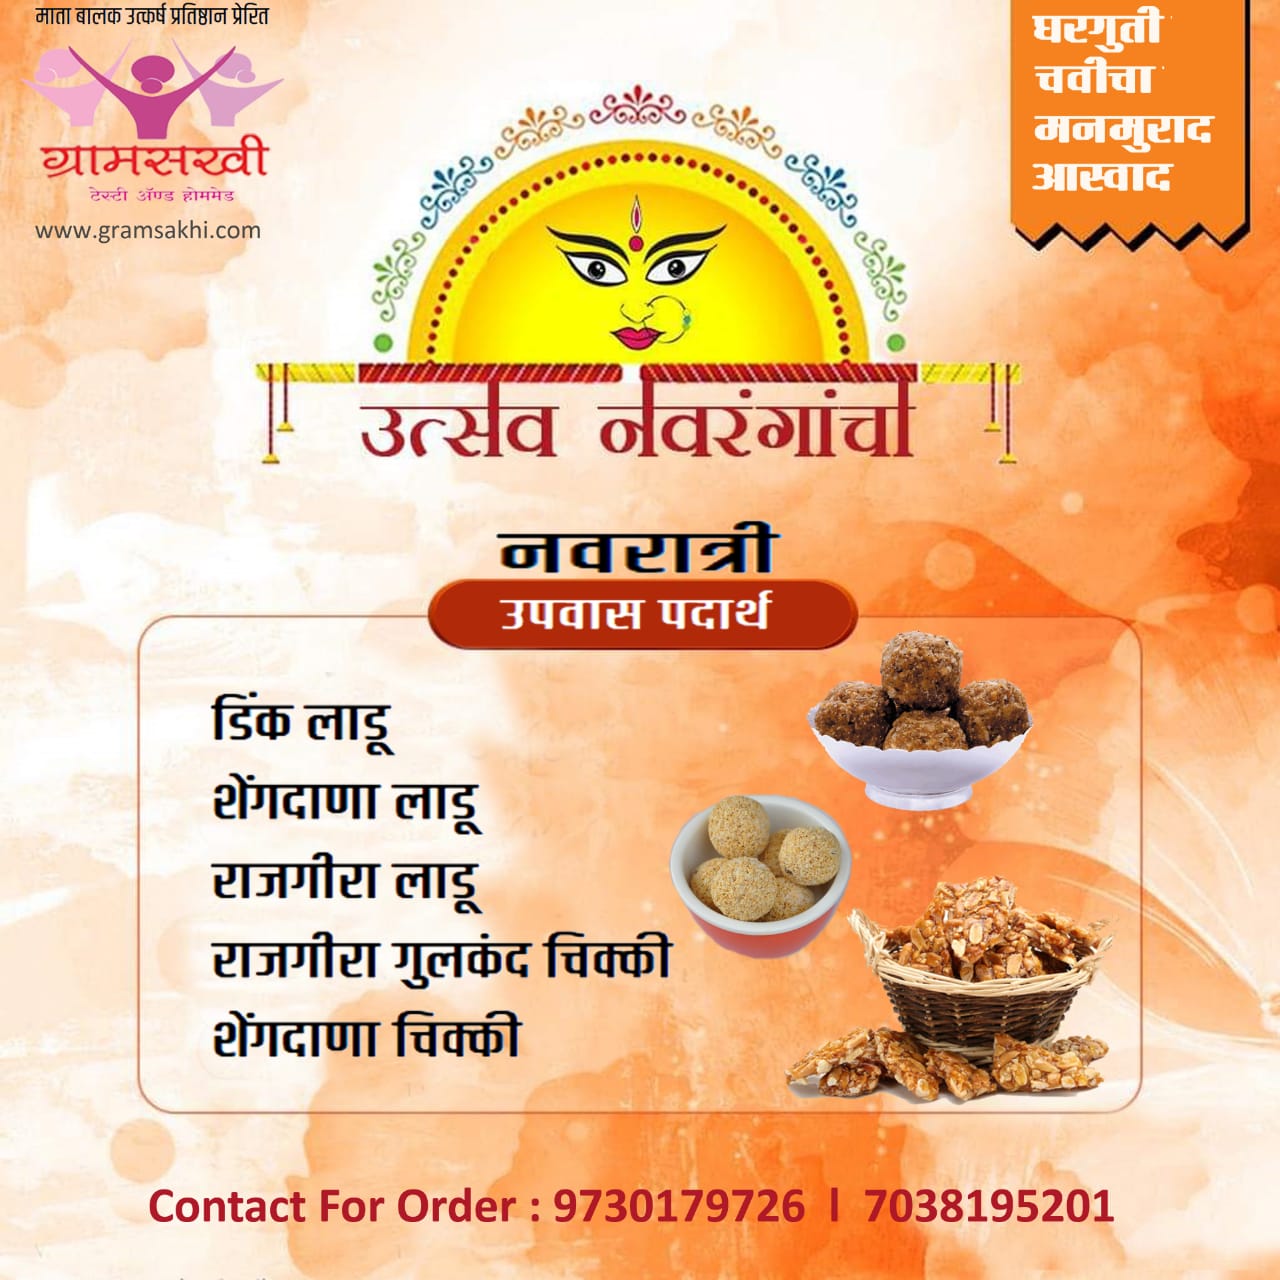 माता बालक उत्कर्ष प्रतिष्ठान प्रेरित
ग्रामसखी
टेस्टी ॲण्ड होममेड
www.gramsakhi.com
घरगुती
चवीचा
मनमुराद
आस्वाद
उत्सव नवरंगांचा
नवरात्री
उपवास पदार्थ
डिंक लाडू
शेंगदाणा लाडू
राजगीरा लाडू
राजगीरा गुलकंद चिक्की
शेंगदाणा चिक्की
Contact For Order : 9730179726 | 7038195201